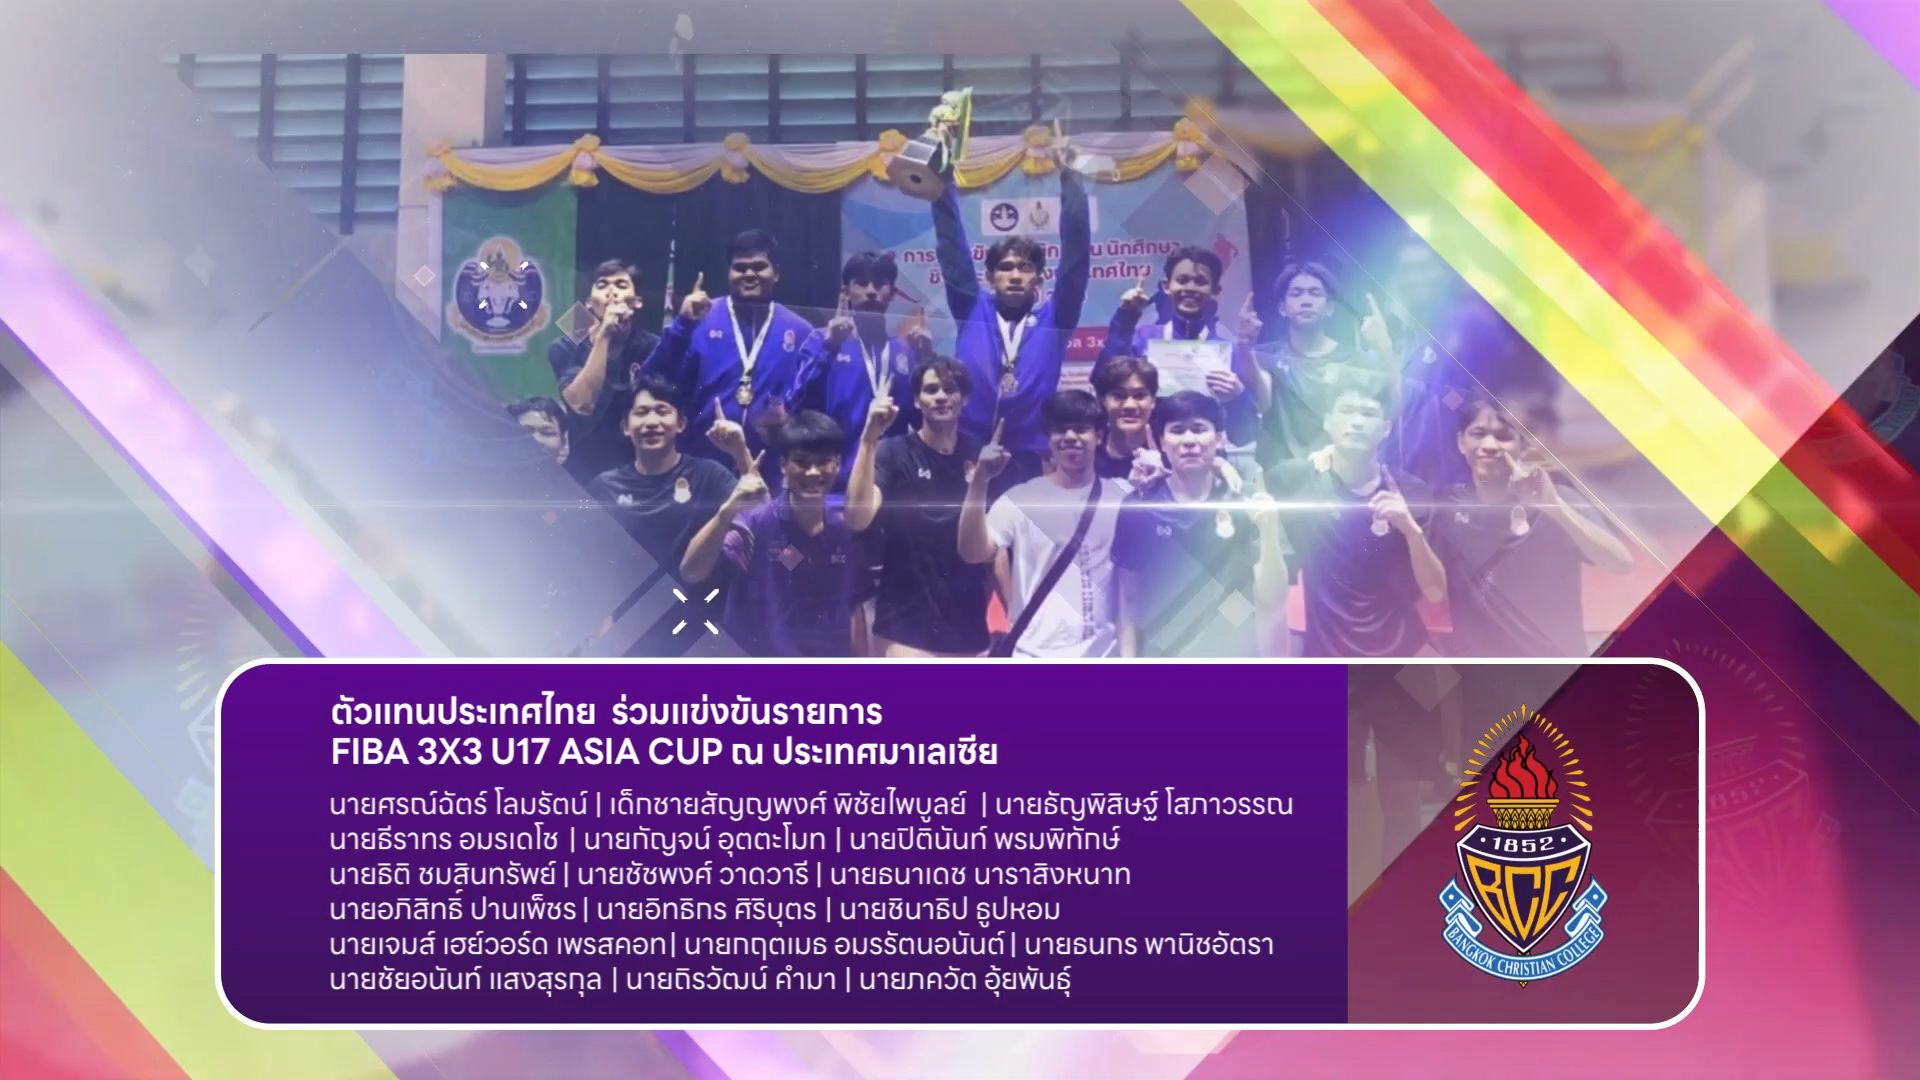 ตัวแทนประเทศไทย ร่วมแข่งขันรายการ
FIBA 3X3 U17 ASIA CUP ณ ประเทศมาเลเซีย
นายศรณ์ฉัตร์ โลมรัตน์ | เด็กชายสัญญพงศ์ พิชัยไพบูลย์ | นายธัญพิสิษฐ์ โสภาวรรณ
นายธีราทร อมรเดโช | นายกัญจน์ อุตตะโมท | นายปิตินันท์ พรมพิทักษ์
นายธิติ ชมสินทรัพย์ | นายชัชพงศ์ วาดวารี | นายธนาเดช นาราสิงหนาท
นายอภิสิทธิ์ ปานเพ็ชร | นายอิทธิกร ศิริบุตร | นายชินาธิป ธูปหอม
นายเจมส์ เฮย์วอร์ด เพรสคอท | นายกฤตเมธ อมรรัตนอนันต์ | นายธนกร พานิชอัตรา
นายชัยอนันท์ แสงสุรกุล | นายถิรวัฒน์ คำมา | นายภควัต อุ้ยพันธุ์
1852
BCC
BANGKOK CHRISTIAN COLLEGE